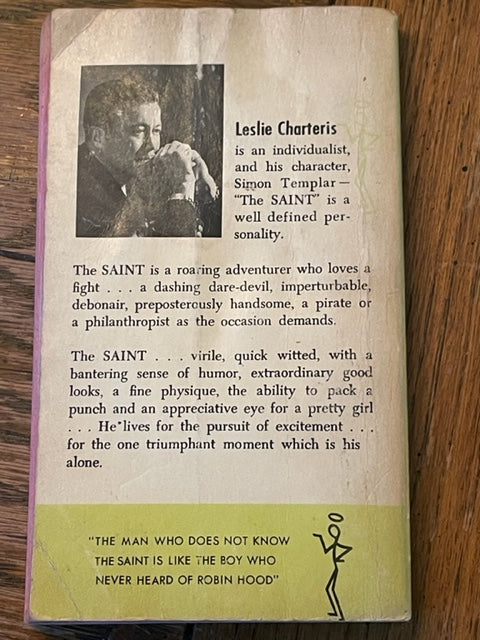 Leslie Charteris
is an individualist,
and his character,
Simon Templar—
"The SAINT" is a
well defined per-
sonality.
The SAINT is a roaring adventurer who loves a
fight . . . a dashing dare-devil, imperturbable,
debonair, preposterously handsome, a pirate or
a philanthropist as the occasion demands.
The SAINT . . . virile, quick witted, with a
bantering sense of humor, extraordinary good
looks, a fine physique, the ability to pack a
punch and an appreciative eye for a pretty girl
. . . He lives for the pursuit of excitement . . .
for the one triumphant moment which is his
alone.
"THE MAN WHO DOES NOT KNOW
THE SAINT IS LIKE THE BOY WHO
NEVER HEARD OF ROBIN HOOD"